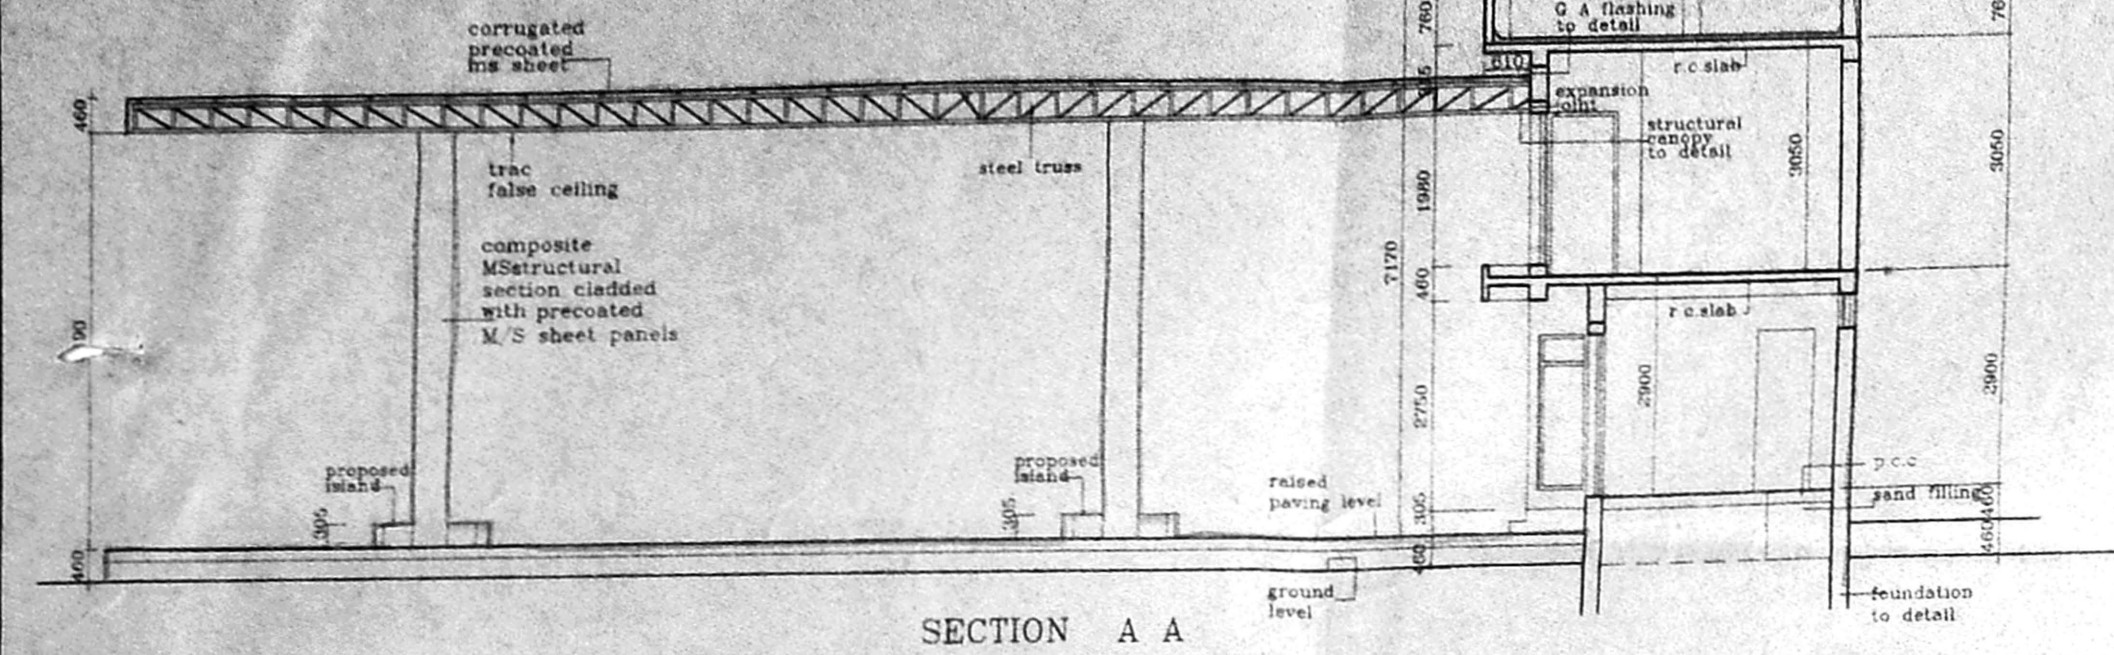 corrugated
precoated
ms sheet
460
trac
false ceiling
steel truss
composite
MSstructural
section cladded
with precoated
M/S sheet panels
proposed
island
305
460
proposed
island
305
raised
paving level
ground
level
760
G A flashing
to detail
610
r.c.slab
expansion
joint
structural
canopy
to detail
3050
3050
1980
7170
460
r c.slab
2900
2900
2750
305
460
p.c.c
sand filling
460
460
foundation
to detail
SECTION A A